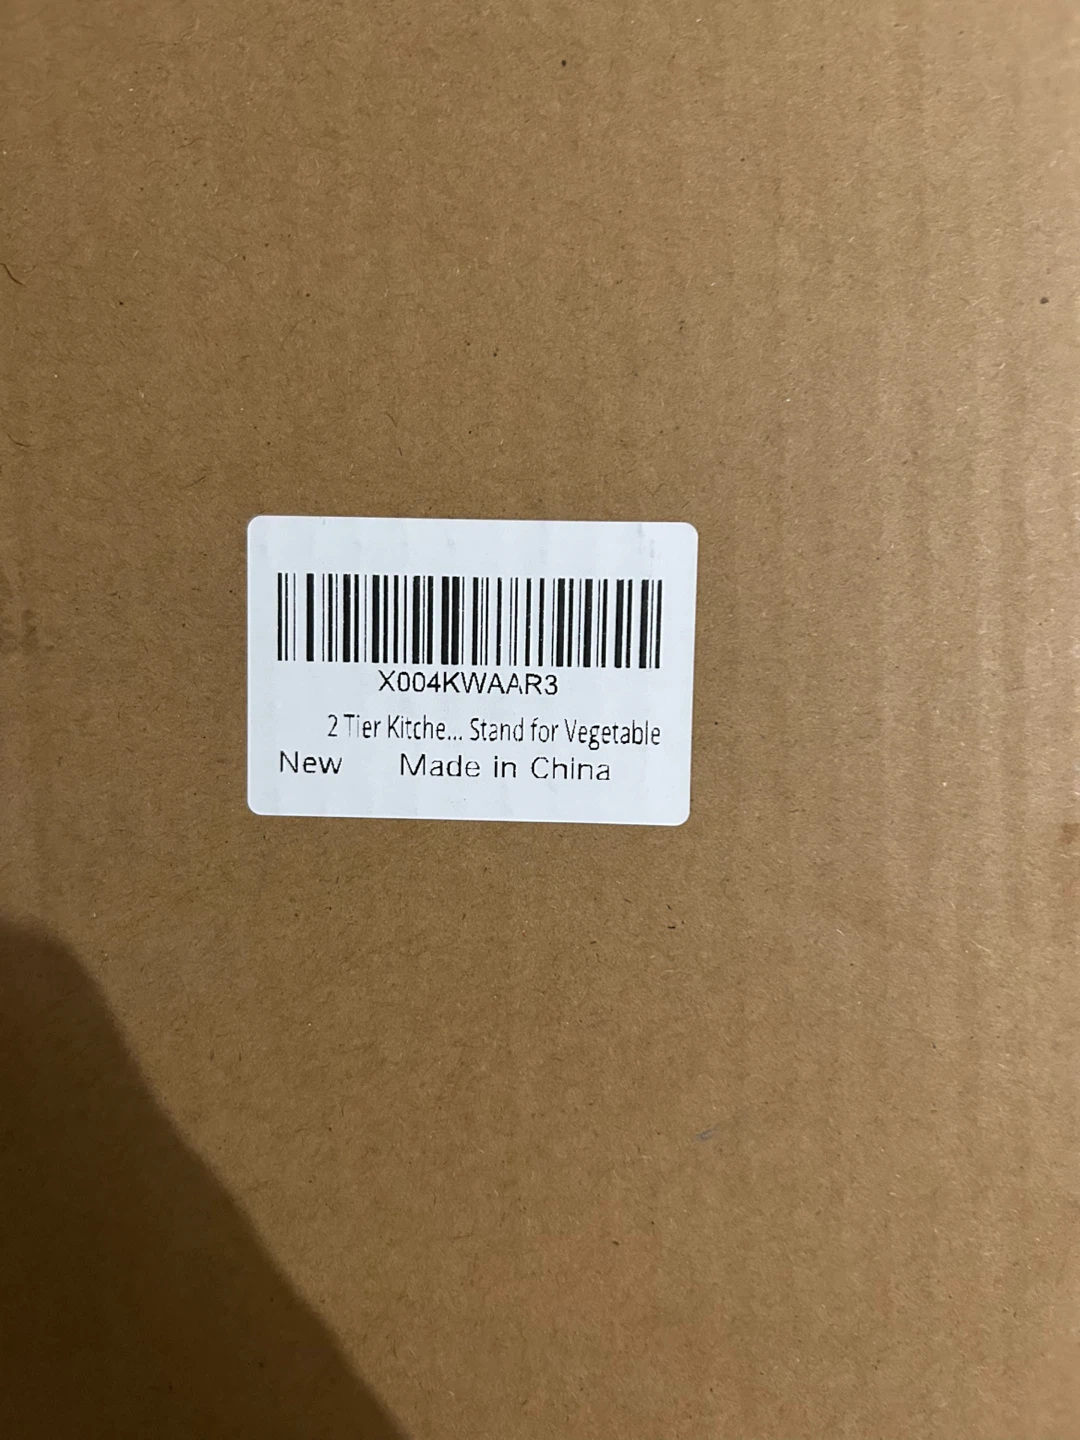 X004KWAAR3
2 Tier Kitche... Stand for Vegetable
New Made in China